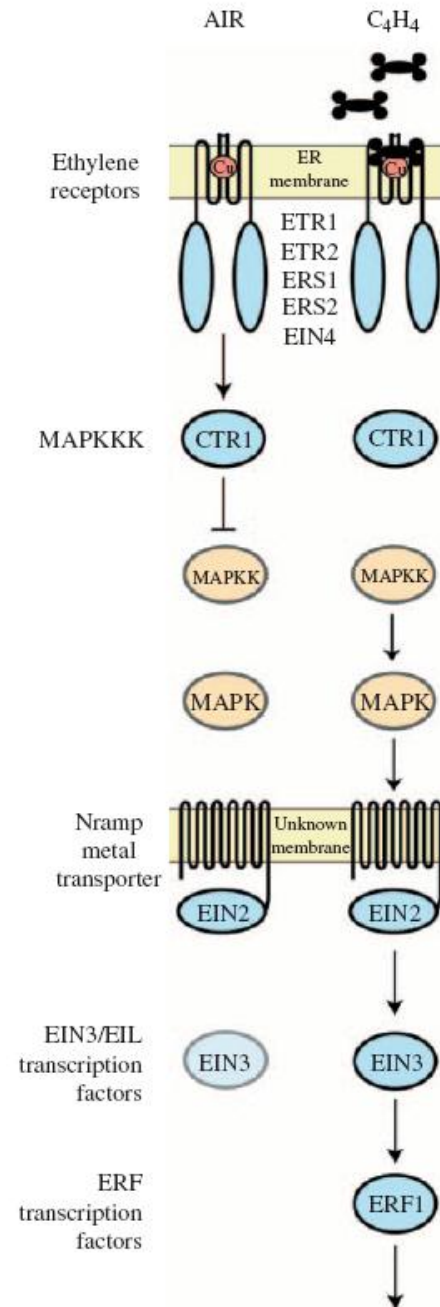 AIR
C₄H₄
Ethylene
receptors
Cu
ER
membrane
Cu
ETR1
ETR2
ERS1
ERS2
EIN4
MAPKKK
CTR1
CTR1
MAPKK
MAPKK
MAPK
MAPK
Nramp
metal
transporter
Unknown
membrane
EIN2
EIN2
EIN3/EIL
transcription
factors
EIN3
EIN3
ERF
transcription
factors
ERF1